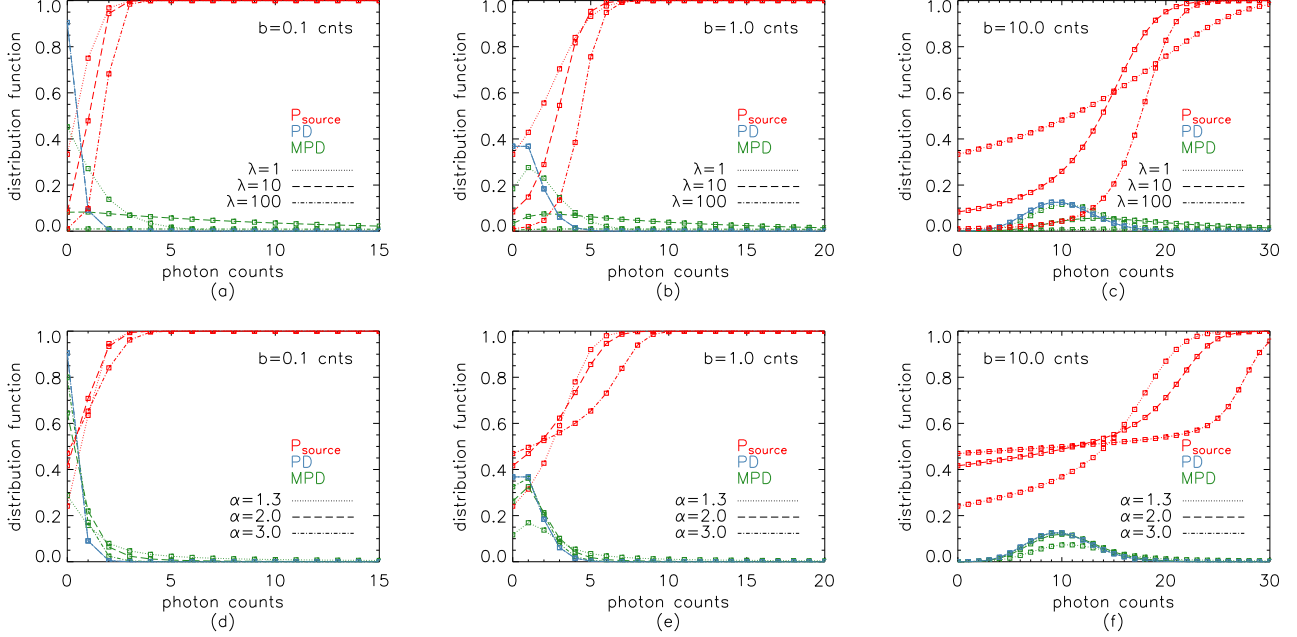 b=0.1 cnts
distribution function
1.0
0.8
0.6
0.4
0.2
0.0
P_source
PD
MPD
λ=1
λ=10
λ=100
0 5 10 15
photon counts
(a)
b=1.0 cnts
distribution function
1.0
0.8
0.6
0.4
0.2
0.0
P_source
PD
MPD
λ=1
λ=10
λ=100
0 5 10 15 20
photon counts
(b)
b=10.0 cnts
distribution function
1.0
0.8
0.6
0.4
0.2
0.0
P_source
PD
MPD
λ=1
λ=10
λ=100
0 10 20 30
photon counts
(c)
b=0.1 cnts
distribution function
1.0
0.8
0.6
0.4
0.2
0.0
P_source
PD
MPD
α=1.3
α=2.0
α=3.0
0 5 10 15
photon counts
(d)
b=1.0 cnts
distribution function
1.0
0.8
0.6
0.4
0.2
0.0
P_source
PD
MPD
α=1.3
α=2.0
α=3.0
0 5 10 15 20
photon counts
(e)
b=10.0 cnts
distribution function
1.0
0.8
0.6
0.4
0.2
0.0
P_source
PD
MPD
α=1.3
α=2.0
α=3.0
0 10 20 30
photon counts
(f)